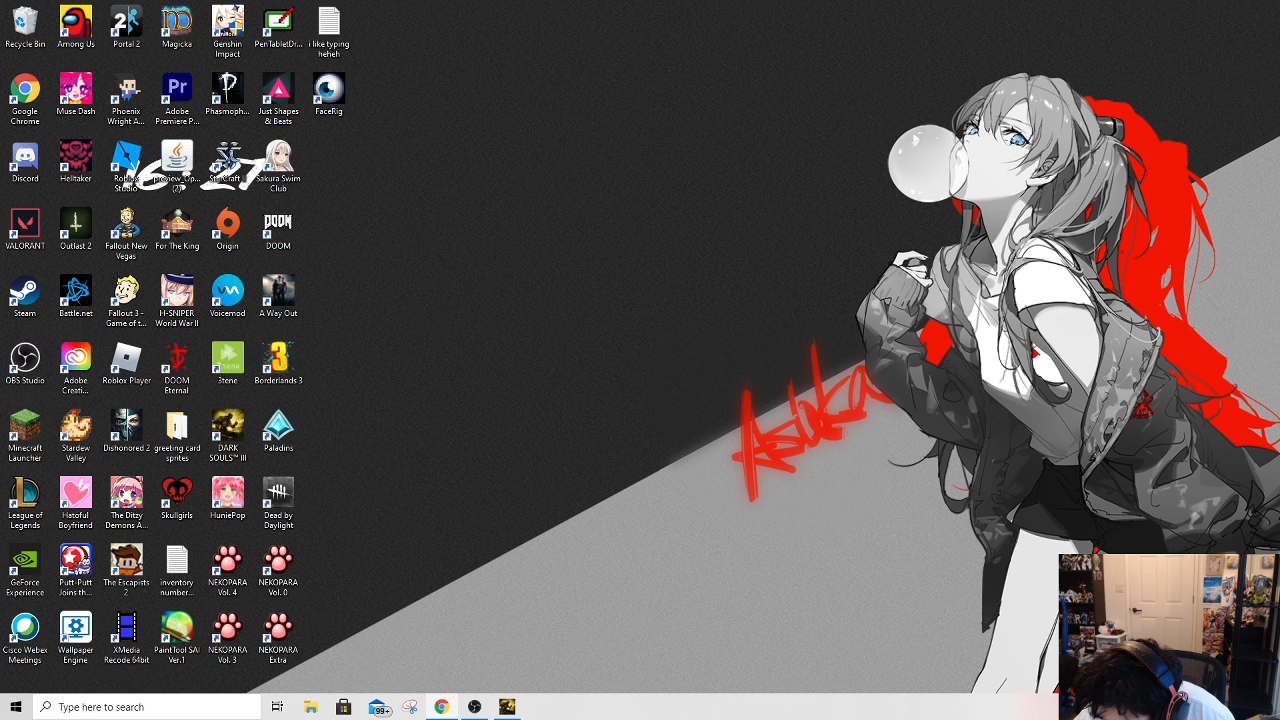 Recycle Bin
Among Us
Portal 2
Magicka
Genshin
Impact
PenTabletDr...
i like typing
heheh
Google
Chrome
Muse Dash
Phoenix
Wright A...
Adobe
Premiere P...
Phasmoph...
Just Shapes
& Beats
FaceRig
Discord
Helltaker
Roblox
Studio
(2)
StarCraft
Sakura Swim
Club
VALORANT
Outlast 2
Fallout New
Vegas
For The King
Origin
DOOM
Steam
Battle.net
Fallout 3 -
Game of t...
H-SNIPER
World War II
Voicemod
A Way Out
OBS Studio
Adobe
Creati...
Roblox Player
DOOM
Eternal
3tene
Borderlands 3
Minecraft
Launcher
Stardew
Valley
Dishonored 2
greeting card
sprites
DARK
SOULS™ III
Paladins
League of
Legends
Hatoful
Boyfriend
The Ditzy
Demons A...
Skullgirls
HuniePop
Dead by
Daylight
GeForce
Experience
Putt-Putt
Joins th...
The Escapists
2
inventory
number...
NEKOPARA
Vol. 4
NEKOPARA
Vol. 0
Cisco Webex
Meetings
Wallpaper
Engine
XMedia
Recode 64bit
PaintTool SAI
Ver.1
NEKOPARA
Vol. 3
NEKOPARA
Extra
Asuka
Type here to search
99+